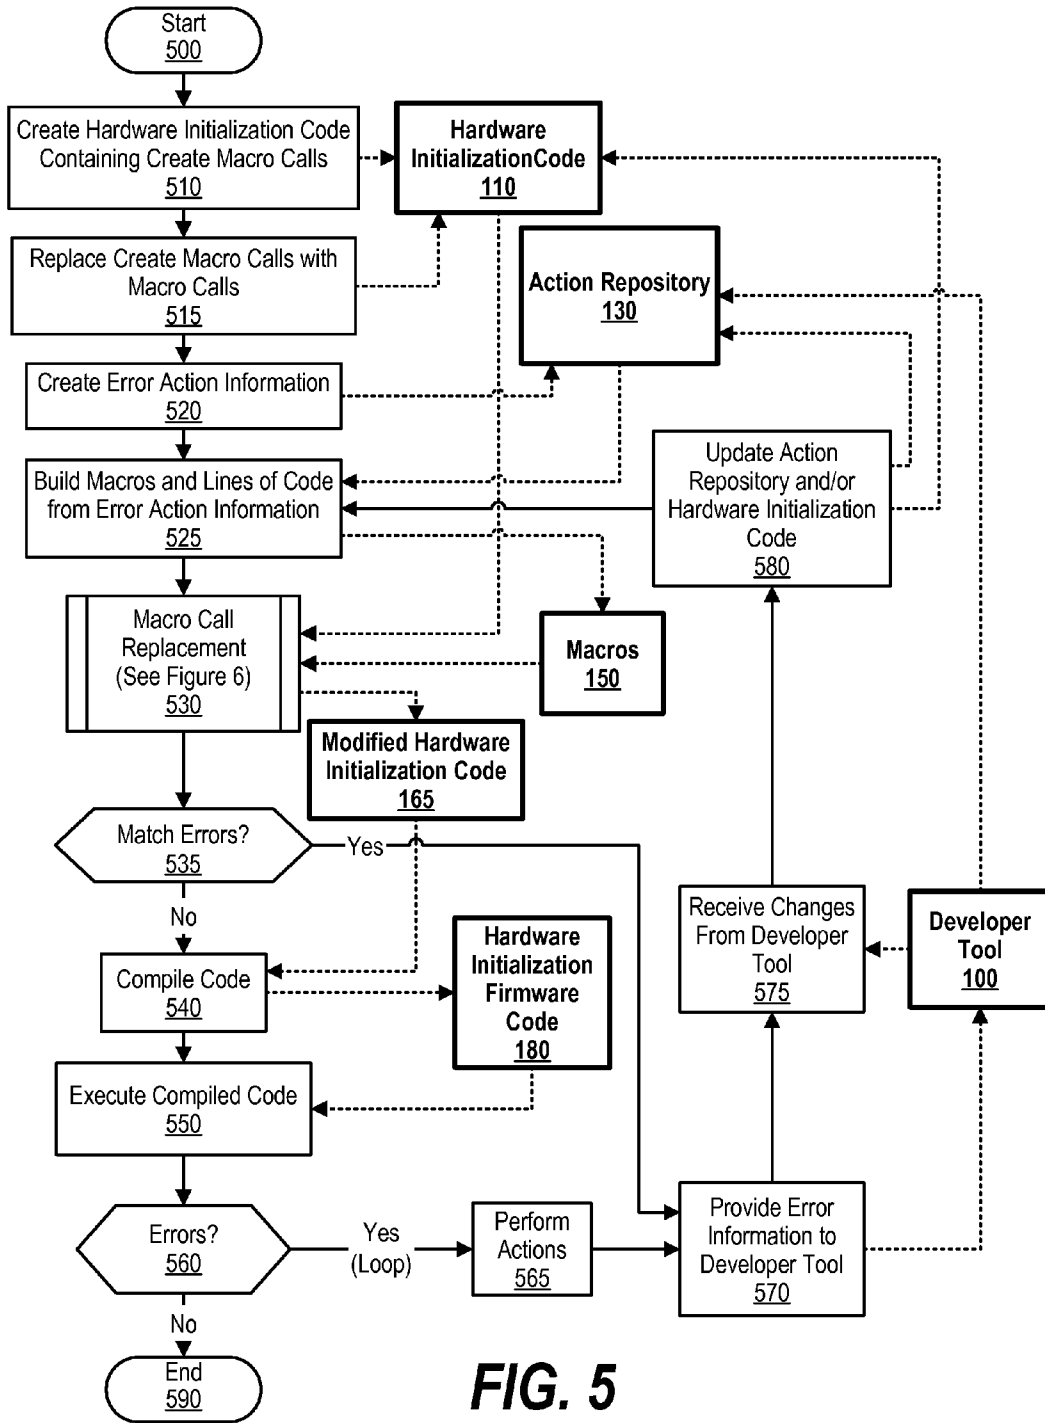 Start
500
Create Hardware Initialization Code
Containing Create Macro Calls
510
Hardware
InitializationCode
110
Replace Create Macro Calls with
Macro Calls
515
Action Repository
130
Create Error Action Information
520
Build Macros and Lines of Code
from Error Action Information
525
Update Action
Repository and/or
Hardware Initialization
Code
580
Macro Call
Replacement
(See Figure 6)
530
Macros
150
Modified Hardware
Initialization Code
165
Match Errors?
535
Yes
No
Compile Code
540
Hardware
Initialization
Firmware
Code
180
Receive Changes
From Developer
Tool
575
Developer
Tool
100
Execute Compiled Code
550
Errors?
560
Yes
(Loop)
Perform
Actions
565
Provide Error
Information to
Developer Tool
570
No
End
590
FIG. 5